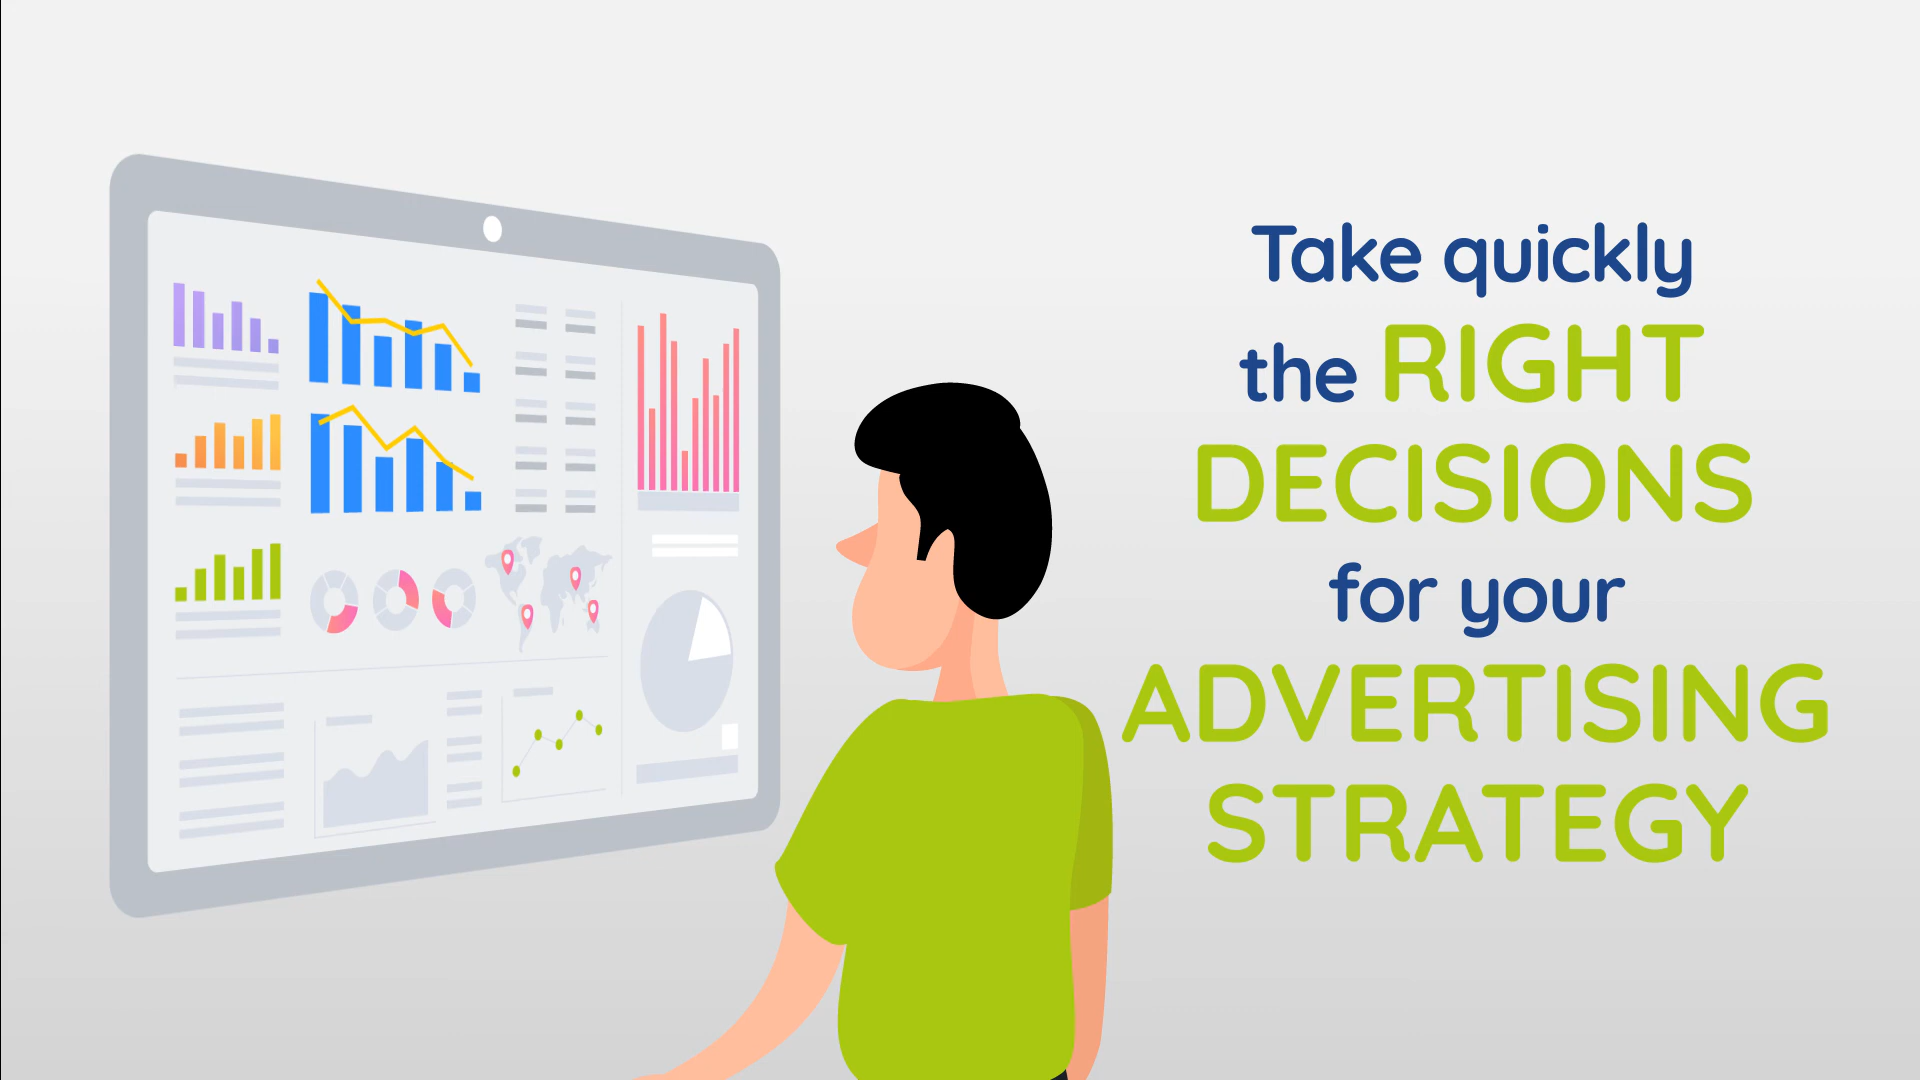 Take quickly
the RIGHT
DECISIONS
for your
ADVERTISING
STRATEGY